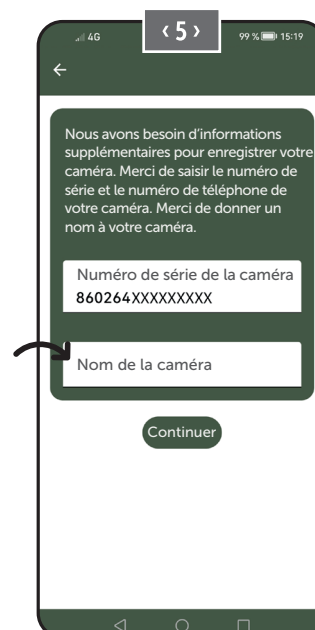 4G
‹ 5 ›
99 % 15:19
Nous avons besoin d’informations
supplémentaires pour enregistrer votre
caméra. Merci de saisir le numéro de
série et le numéro de téléphone de
votre caméra. Merci de donner un
nom à votre caméra.
Numéro de série de la caméra
860264XXXXXXXXX
Nom de la caméra
Continuer